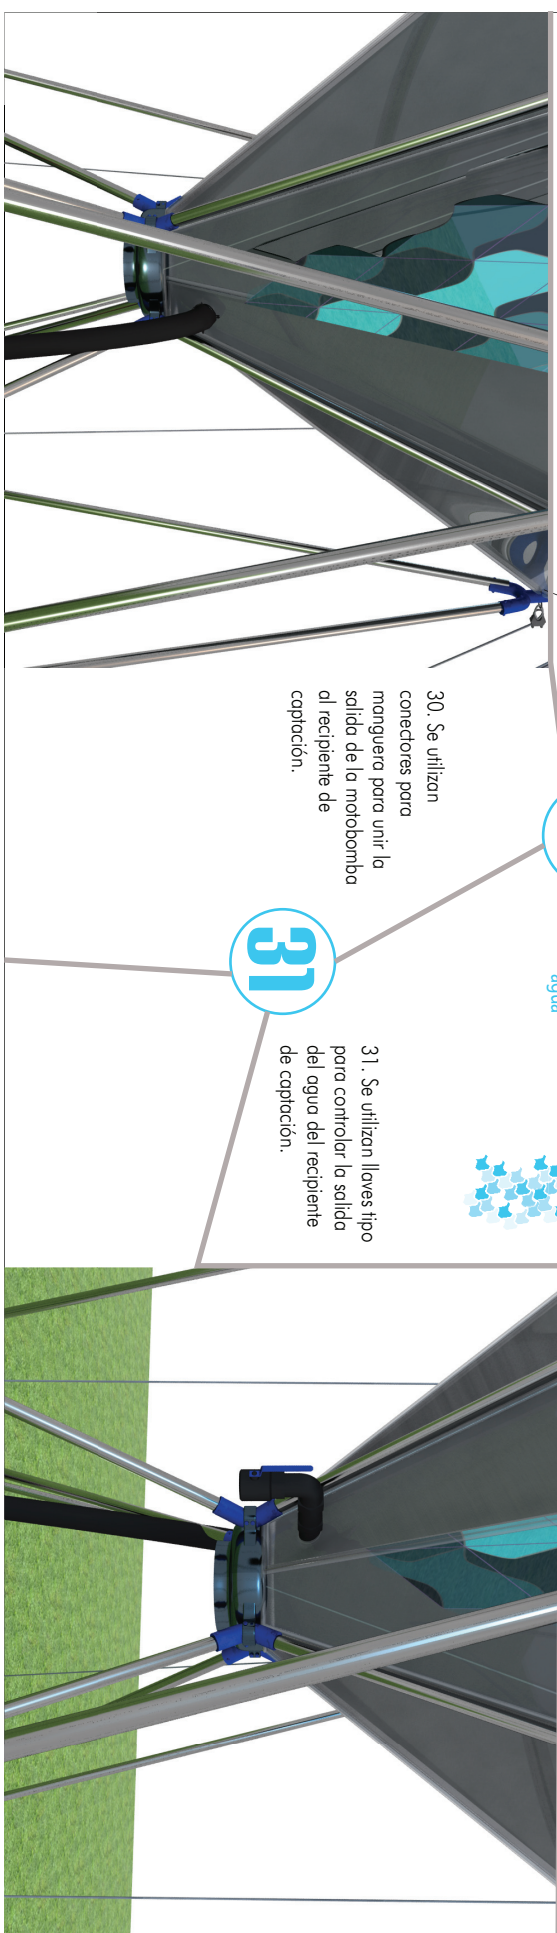 30. Se utilizan
conectores para
manguera para unir la
salida de la motobomba
al recipiente de
captación.
31
31. Se utilizan llaves tipo
para controlar la salida
del agua del recipiente
de captación.
agua